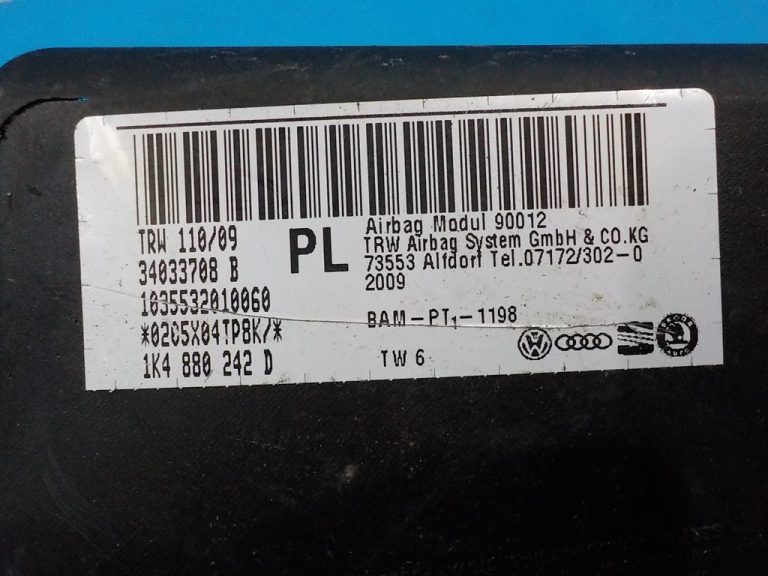 TRW 110/09
34033708 B
1035532010060
*02C5X04TP8K/*
1K4 880 242 D
PL
Airbag Modul 90012
TRW Airbag System GmbH & CO.KG
73553 Alfdorf Tel.07172/302-0
2009
BAM-PT1-1198
TW 6